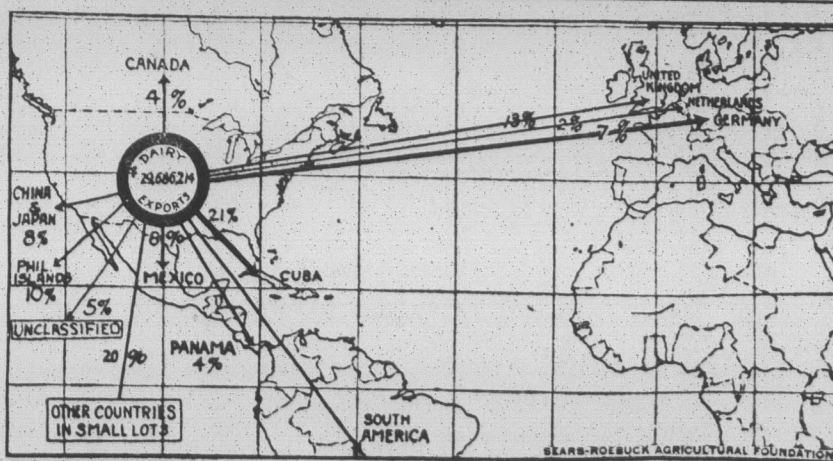 CANADA
4 %
DAIRY
29,686,214
EXPORTS
UNITED
KINGDOM
NETHERLANDS
GERMANY
13%
2%
7 %
CHINA
&
JAPAN
8%
PHIL
ISLANDS
10%
5%
UNCLASSIFIED
20 %
OTHER COUNTRIES
IN SMALL LOTS
8 %
MEXICO
21%
CUBA
PANAMA
4%
SOUTH
AMERICA
SEARS-ROEBUCK AGRICULTURAL FOUNDATION